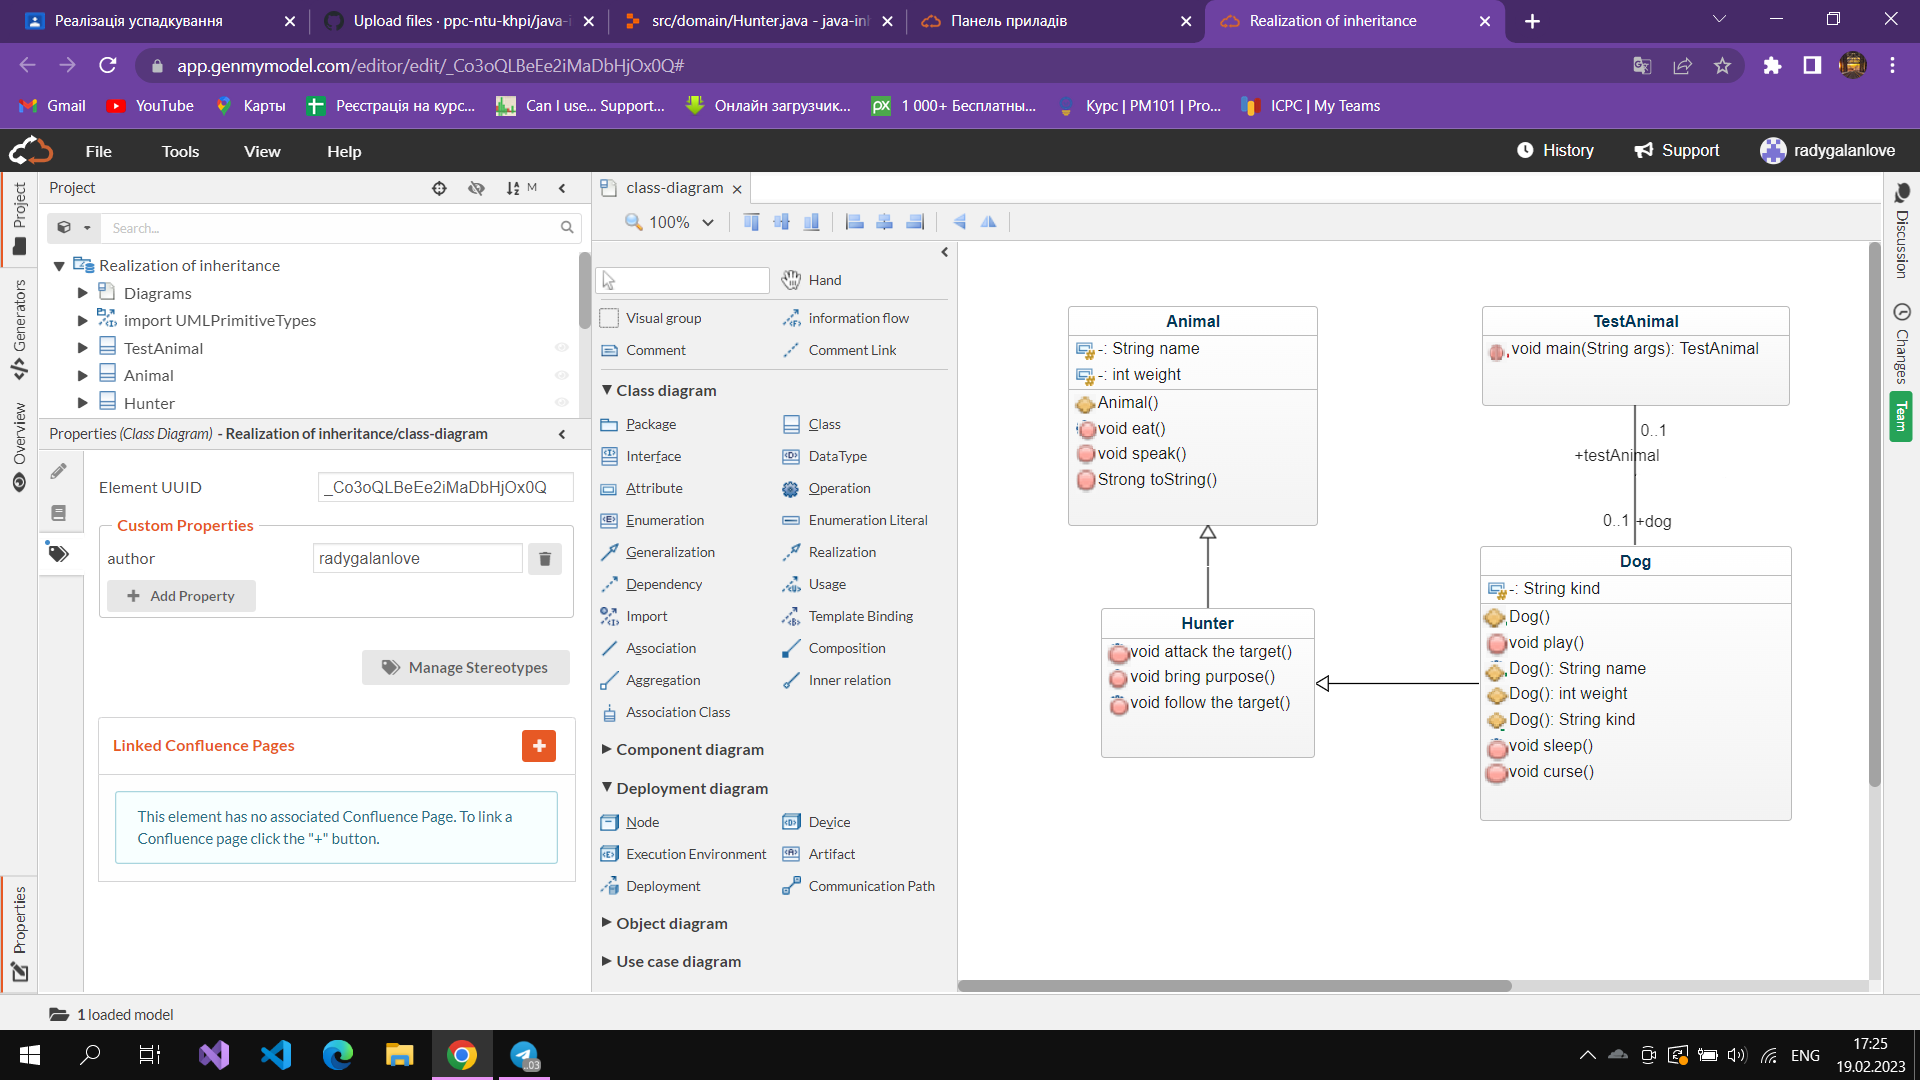 Реалізація успадкування
Upload files · ppc-ntu-khpi/java-i
src/domain/Hunter.java - java-inh
Панель приладів
Realization of inheritance
app.genmymodel.com/editor/edit/_Co3oQLBeEe2iMaDbHjOx0Q#
Gmail
YouTube
Карты
Реєстрація на курс...
Can I use... Support...
Онлайн загрузчик...
1 000+ Бесплатны...
Курс | PM101 | Pro...
ICPC | My Teams
File
Tools
View
Help
History
Support
radygalanlove
Project
Generators
Overview
Properties
Project
M
Search...
Realization of inheritance
Diagrams
import UMLPrimitiveTypes
TestAnimal
Animal
Hunter
Properties (Class Diagram) - Realization of inheritance/class-diagram
Element UUID
_Co3oQLBeEe2iMaDbHjOx0Q
Custom Properties
author
radygalanlove
Add Property
Manage Stereotypes
Linked Confluence Pages
This element has no associated Confluence Page. To link a
Confluence page click the "+" button.
class-diagram
100%
Hand
Visual group
information flow
Comment
Comment Link
Class diagram
Package
Class
Interface
DataType
Attribute
Operation
Enumeration
Enumeration Literal
Generalization
Realization
Dependency
Usage
Import
Template Binding
Association
Composition
Aggregation
Inner relation
Association Class
Component diagram
Deployment diagram
Node
Device
Execution Environment
Artifact
Deployment
Communication Path
Object diagram
Use case diagram
Animal
-: String name
-: int weight
Animal()
void eat()
void speak()
Strong toString()
TestAnimal
void main(String args): TestAnimal
0..1
+testAnimal
0..1 +dog
Hunter
void attack the target()
void bring purpose()
void follow the target()
Dog
-: String kind
Dog()
void play()
Dog(): String name
Dog(): int weight
Dog(): String kind
void sleep()
void curse()
Discussion
Changes
Team
1 loaded model
..03
ENG
17:25
19.02.2023